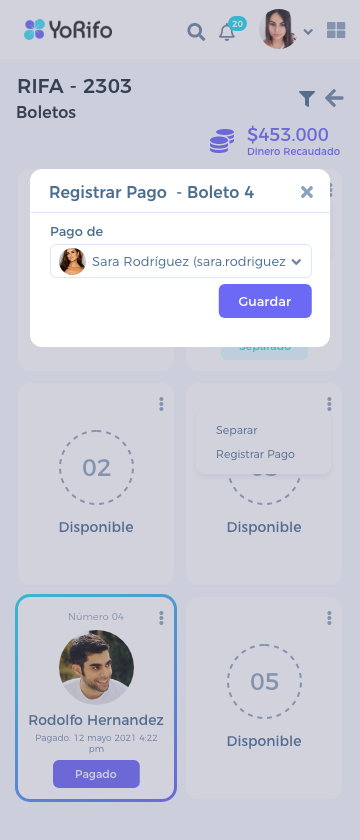 YoRifo
20
RIFA - 2303
Boletos
$453.000
Dinero Recaudado
Registrar Pago - Boleto 4
Pago de
Sara Rodríguez (sara.rodriguez
Guardar
Separado
Separar
Registrar Pago
02
Disponible
Disponible
Número 04
Rodolfo Hernandez
Pagado: 12 mayo 2021 4:22
pm
Pagado
05
Disponible